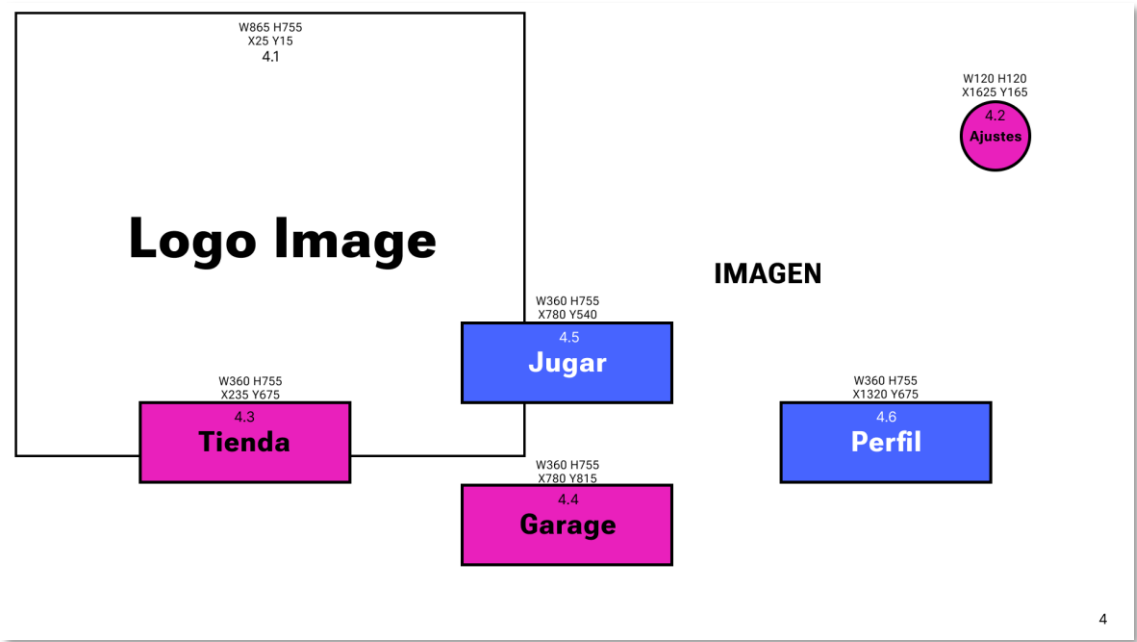 W865 H755
X25 Y15
4.1
Logo Image
W120 H120
X1625 Y165
4.2
Ajustes
IMAGEN
W360 H755
X780 Y540
4.5
Jugar
W360 H755
X235 Y675
4.3
Tienda
W360 H755
X1320 Y675
4.6
Perfil
W360 H755
X780 Y815
4.4
Garage
4